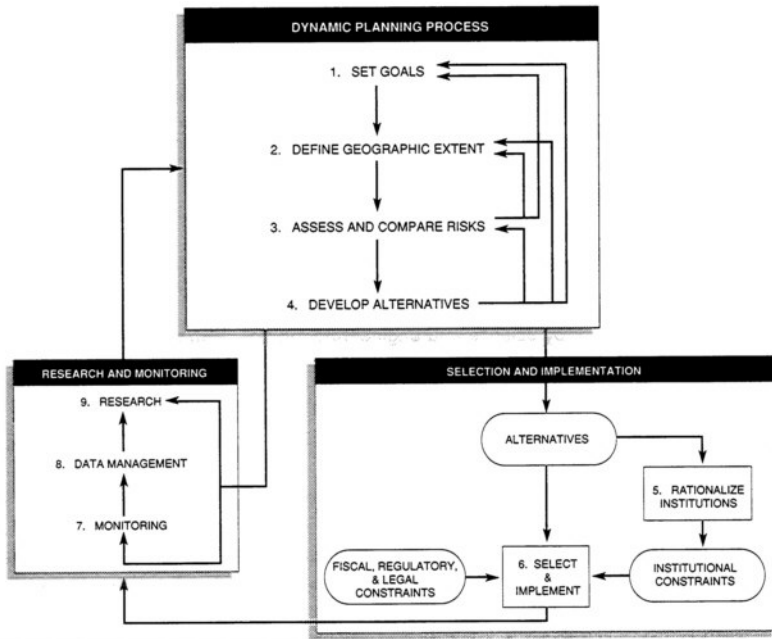 DYNAMIC PLANNING PROCESS
1. SET GOALS
2. DEFINE GEOGRAPHIC EXTENT
3. ASSESS AND COMPARE RISKS
4. DEVELOP ALTERNATIVES
RESEARCH AND MONITORING
9. RESEARCH
8. DATA MANAGEMENT
7. MONITORING
SELECTION AND IMPLEMENTATION
ALTERNATIVES
5. RATIONALIZE
INSTITUTIONS
FISCAL, REGULATORY,
& LEGAL
CONSTRAINTS
6. SELECT
&
IMPLEMENT
INSTITUTIONAL
CONSTRAINTS